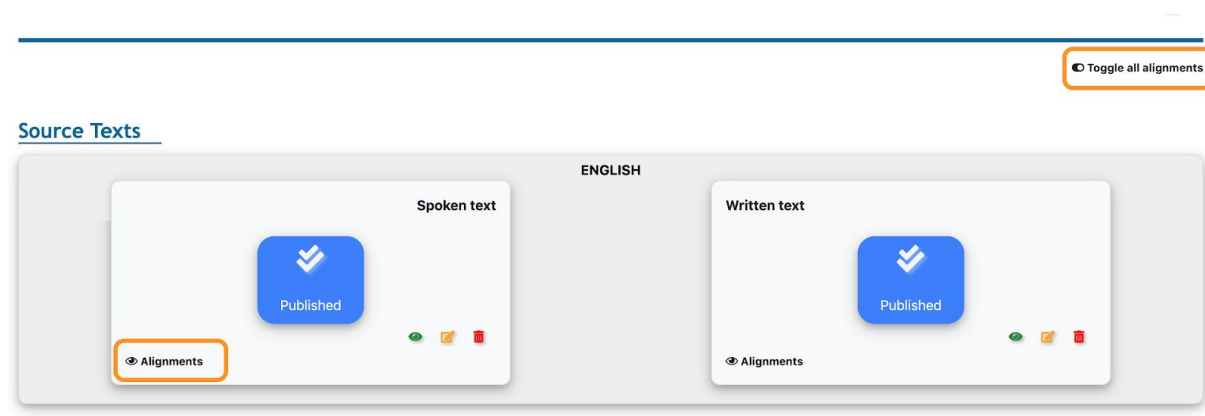 Toggle all alignments
Source Texts
ENGLISH
Spoken text
Published
Alignments
Written text
Published
Alignments